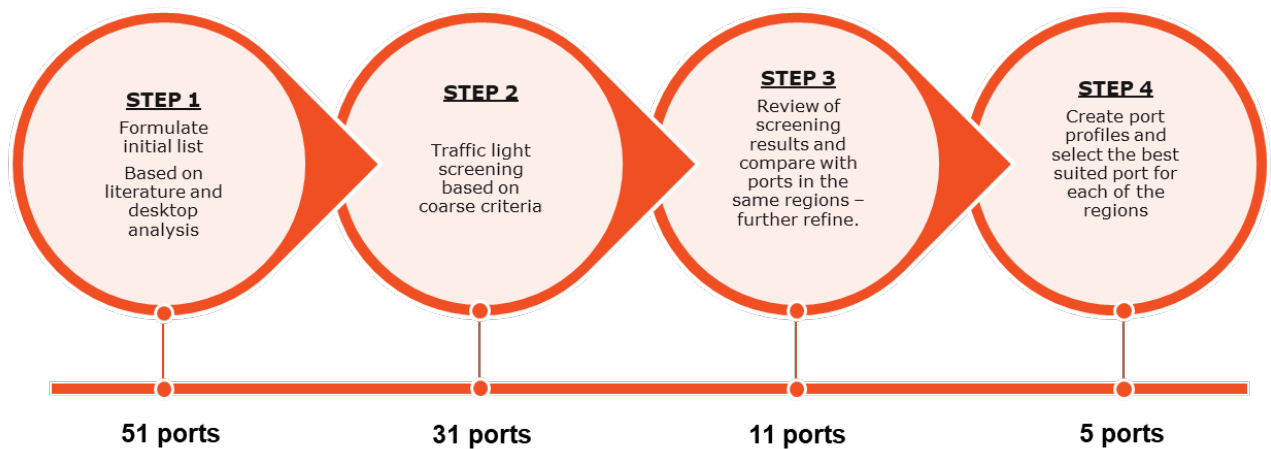 STEP 1
Formulate
initial list
Based on
literature and
desktop
analysis
STEP 2
Traffic light
screening
based on
coarse criteria
STEP 3
Review of
screening
results and
compare with
ports in the
same regions –
further refine.
STEP 4
Create port
profiles and
select the best
suited port for
each of the
regions
51 ports
31 ports
11 ports
5 ports